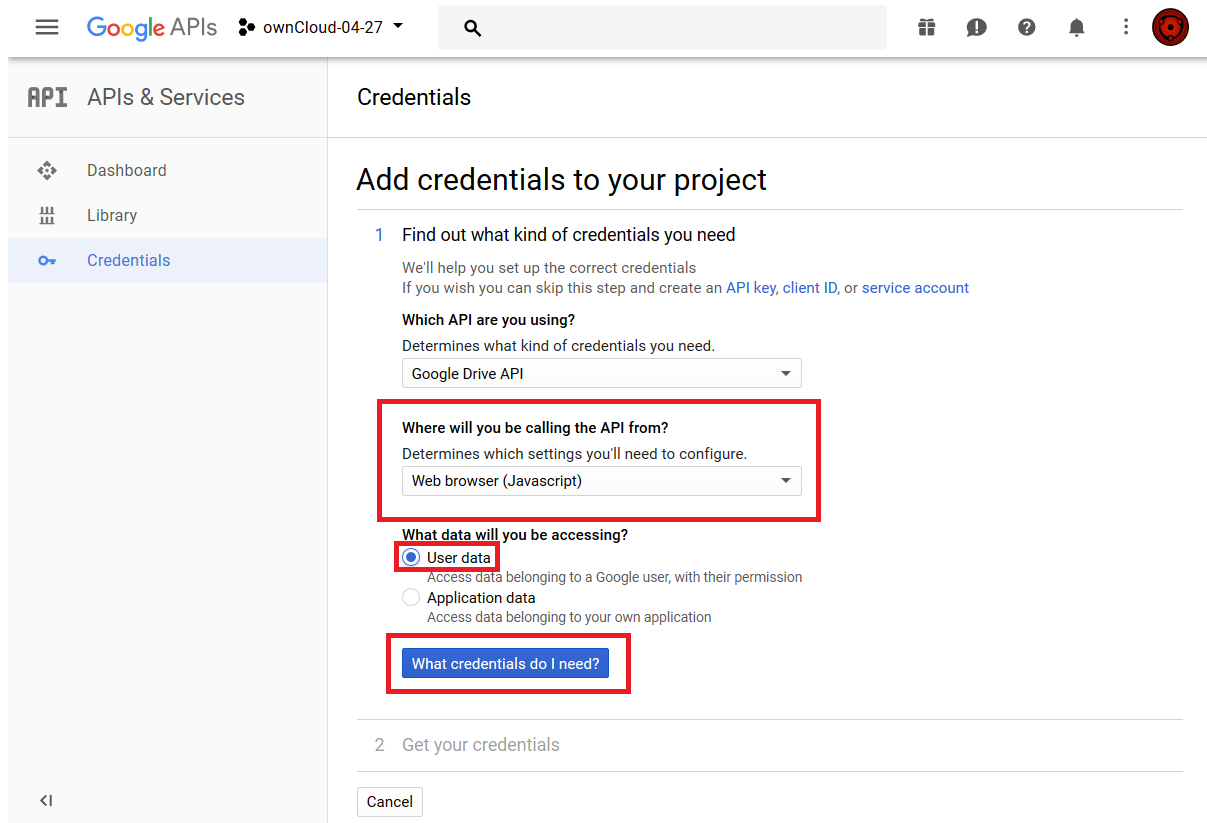 Google APIs
ownCloud-04-27
API APIs & Services
Credentials
Dashboard
Library
Credentials
Add credentials to your project
1 Find out what kind of credentials you need
We'll help you set up the correct credentials
If you wish you can skip this step and create an API key, client ID, or service account
Which API are you using?
Determines what kind of credentials you need.
Google Drive API
Where will you be calling the API from?
Determines which settings you'll need to configure.
Web browser (Javascript)
What data will you be accessing?
User data
Access data belonging to a Google user, with their permission
Application data
Access data belonging to your own application
What credentials do I need?
2 Get your credentials
Cancel